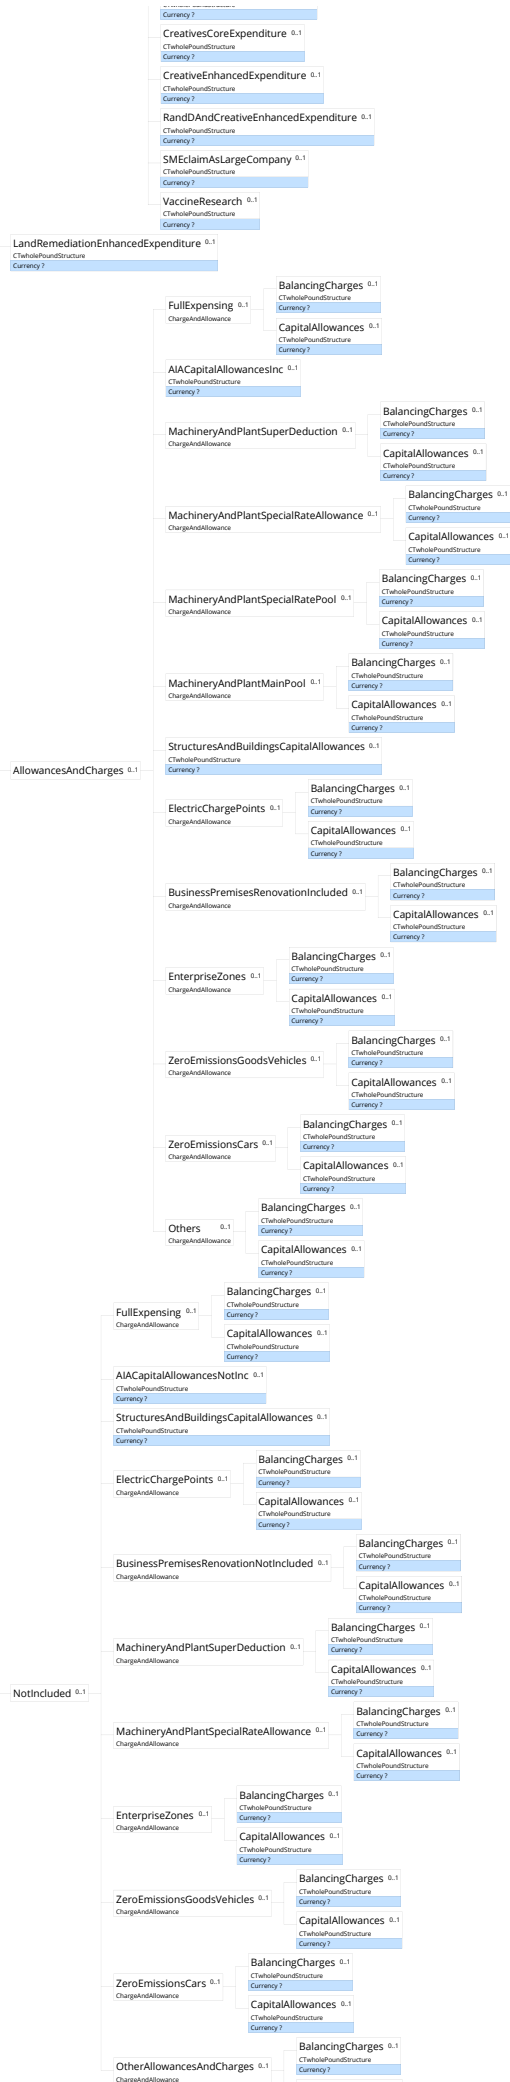 Currency ?
CreativesCoreExpenditure 0..1
CTwholePoundStructure
Currency ?
CreativeEnhancedExpenditure 0..1
CTwholePoundStructure
Currency ?
RandDAndCreativeEnhancedExpenditure 0..1
CTwholePoundStructure
Currency ?
SMEclaimAsLargeCompany 0..1
CTwholePoundStructure
Currency ?
VaccineResearch 0..1
CTwholePoundStructure
Currency ?
LandRemediationEnhancedExpenditure 0..1
CTwholePoundStructure
Currency ?
AllowancesAndCharges 0..1
FullExpensing 0..1
ChargeAndAllowance
BalancingCharges 0..1
CTwholePoundStructure
Currency ?
CapitalAllowances 0..1
CTwholePoundStructure
Currency ?
AIACapitalAllowancesInc 0..1
CTwholePoundStructure
Currency ?
MachineryAndPlantSuperDeduction 0..1
ChargeAndAllowance
BalancingCharges 0..1
CTwholePoundStructure
Currency ?
CapitalAllowances 0..1
CTwholePoundStructure
Currency ?
MachineryAndPlantSpecialRateAllowance 0..1
ChargeAndAllowance
BalancingCharges 0..1
CTwholePoundStructure
Currency ?
CapitalAllowances 0..1
CTwholePoundStructure
Currency ?
MachineryAndPlantSpecialRatePool 0..1
ChargeAndAllowance
BalancingCharges 0..1
CTwholePoundStructure
Currency ?
CapitalAllowances 0..1
CTwholePoundStructure
Currency ?
MachineryAndPlantMainPool 0..1
ChargeAndAllowance
BalancingCharges 0..1
CTwholePoundStructure
Currency ?
CapitalAllowances 0..1
CTwholePoundStructure
Currency ?
StructuresAndBuildingsCapitalAllowances 0..1
CTwholePoundStructure
Currency ?
ElectricChargePoints 0..1
ChargeAndAllowance
BalancingCharges 0..1
CTwholePoundStructure
Currency ?
CapitalAllowances 0..1
CTwholePoundStructure
Currency ?
BusinessPremisesRenovationIncluded 0..1
ChargeAndAllowance
BalancingCharges 0..1
CTwholePoundStructure
Currency ?
CapitalAllowances 0..1
CTwholePoundStructure
Currency ?
EnterpriseZones 0..1
ChargeAndAllowance
BalancingCharges 0..1
CTwholePoundStructure
Currency ?
CapitalAllowances 0..1
CTwholePoundStructure
Currency ?
ZeroEmissionsGoodsVehicles 0..1
ChargeAndAllowance
BalancingCharges 0..1
CTwholePoundStructure
Currency ?
CapitalAllowances 0..1
CTwholePoundStructure
Currency ?
ZeroEmissionsCars 0..1
ChargeAndAllowance
BalancingCharges 0..1
CTwholePoundStructure
Currency ?
CapitalAllowances 0..1
CTwholePoundStructure
Currency ?
Others 0..1
ChargeAndAllowance
BalancingCharges 0..1
CTwholePoundStructure
Currency ?
CapitalAllowances 0..1
CTwholePoundStructure
Currency ?
NotIncluded 0..1
FullExpensing 0..1
ChargeAndAllowance
BalancingCharges 0..1
CTwholePoundStructure
Currency ?
CapitalAllowances 0..1
CTwholePoundStructure
Currency ?
AIACapitalAllowancesNotInc 0..1
CTwholePoundStructure
Currency ?
StructuresAndBuildingsCapitalAllowances 0..1
CTwholePoundStructure
Currency ?
ElectricChargePoints 0..1
ChargeAndAllowance
BalancingCharges 0..1
CTwholePoundStructure
Currency ?
CapitalAllowances 0..1
CTwholePoundStructure
Currency ?
BusinessPremisesRenovationNotIncluded 0..1
ChargeAndAllowance
BalancingCharges 0..1
CTwholePoundStructure
Currency ?
CapitalAllowances 0..1
CTwholePoundStructure
Currency ?
MachineryAndPlantSuperDeduction 0..1
ChargeAndAllowance
BalancingCharges 0..1
CTwholePoundStructure
Currency ?
CapitalAllowances 0..1
CTwholePoundStructure
Currency ?
MachineryAndPlantSpecialRateAllowance 0..1
ChargeAndAllowance
BalancingCharges 0..1
CTwholePoundStructure
Currency ?
CapitalAllowances 0..1
CTwholePoundStructure
Currency ?
EnterpriseZones 0..1
ChargeAndAllowance
BalancingCharges 0..1
CTwholePoundStructure
Currency ?
CapitalAllowances 0..1
CTwholePoundStructure
Currency ?
ZeroEmissionsGoodsVehicles 0..1
ChargeAndAllowance
BalancingCharges 0..1
CTwholePoundStructure
Currency ?
CapitalAllowances 0..1
CTwholePoundStructure
Currency ?
ZeroEmissionsCars 0..1
ChargeAndAllowance
BalancingCharges 0..1
CTwholePoundStructure
Currency ?
CapitalAllowances 0..1
CTwholePoundStructure
Currency ?
OtherAllowancesAndCharges 0..1
ChargeAndAllowance
BalancingCharges 0..1
CTwholePoundStructure
Currency ?